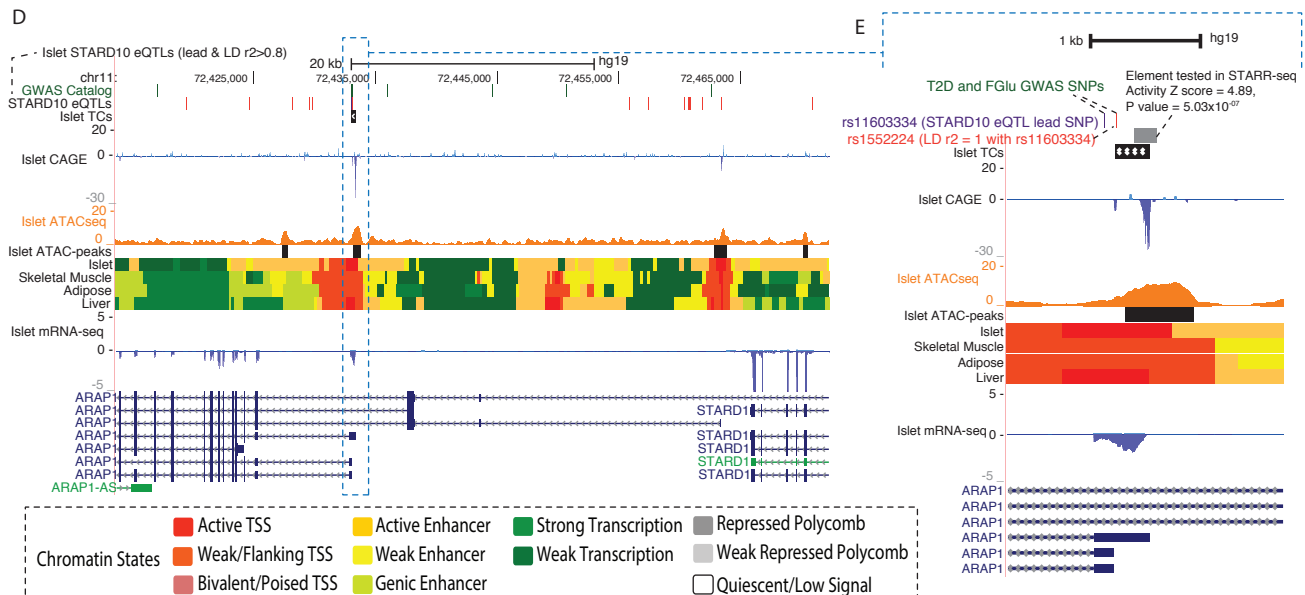 D
Islet STARD10 eQTLs (lead & LD r2>0.8)
20 kb
hg19
chr11:
72,425,000
72,435,000
72,445,000
72,455,000
72,465,000
GWAS Catalog
STARD10 eQTLs
Islet TCs
20
Islet CAGE
0
-30
20
Islet ATACseq
0
Islet ATAC-peaks
Islet
Skeletal Muscle
Adipose
Liver
5
Islet mRNA-seq
0
-5
ARAP1
ARAP1
STARD1
ARAP1
ARAP1
STARD1
ARAP1
STARD1
ARAP1
STARD1
ARAP1
STARD1
ARAP1-AS
Chromatin States
Active TSS
Weak/Flanking TSS
Bivalent/Poised TSS
Active Enhancer
Weak Enhancer
Genic Enhancer
Strong Transcription
Weak Transcription
Repressed Polycomb
Weak Repressed Polycomb
Quiescent/Low Signal
E
1 kb
hg19
T2D and FGlu GWAS SNPs
Element tested in STARR-seq
Activity Z score = 4.89,
P value = 5.03x10-07
rs11603334 (STARD10 eQTL lead SNP)
rs1552224 (LD r2 = 1 with rs11603334)
Islet TCs
20
Islet CAGE
0
-30
20
Islet ATACseq
0
Islet ATAC-peaks
Islet
Skeletal Muscle
Adipose
Liver
5
Islet mRNA-seq
0
-5
ARAP1
ARAP1
ARAP1
ARAP1
ARAP1
ARAP1